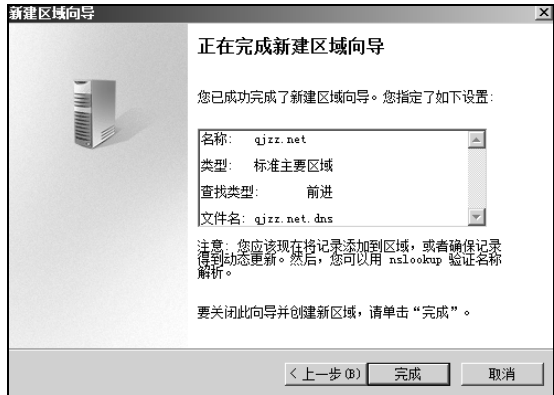 新建区域向导
正在完成新建区域向导
您已成功完成了新建区域向导。您指定了如下设置:
名称: qjzz.net
类型: 标准主要区域
查找类型: 前进
文件名: qjzz.net.dns
注意: 您应该现在将记录添加到区域，或者确保记录
得到动态更新。然后，您可以用 nslookup 验证名称
解析。
要关闭此向导并创建新区域，请单击“完成”。
<上一步(B) 完成 取消